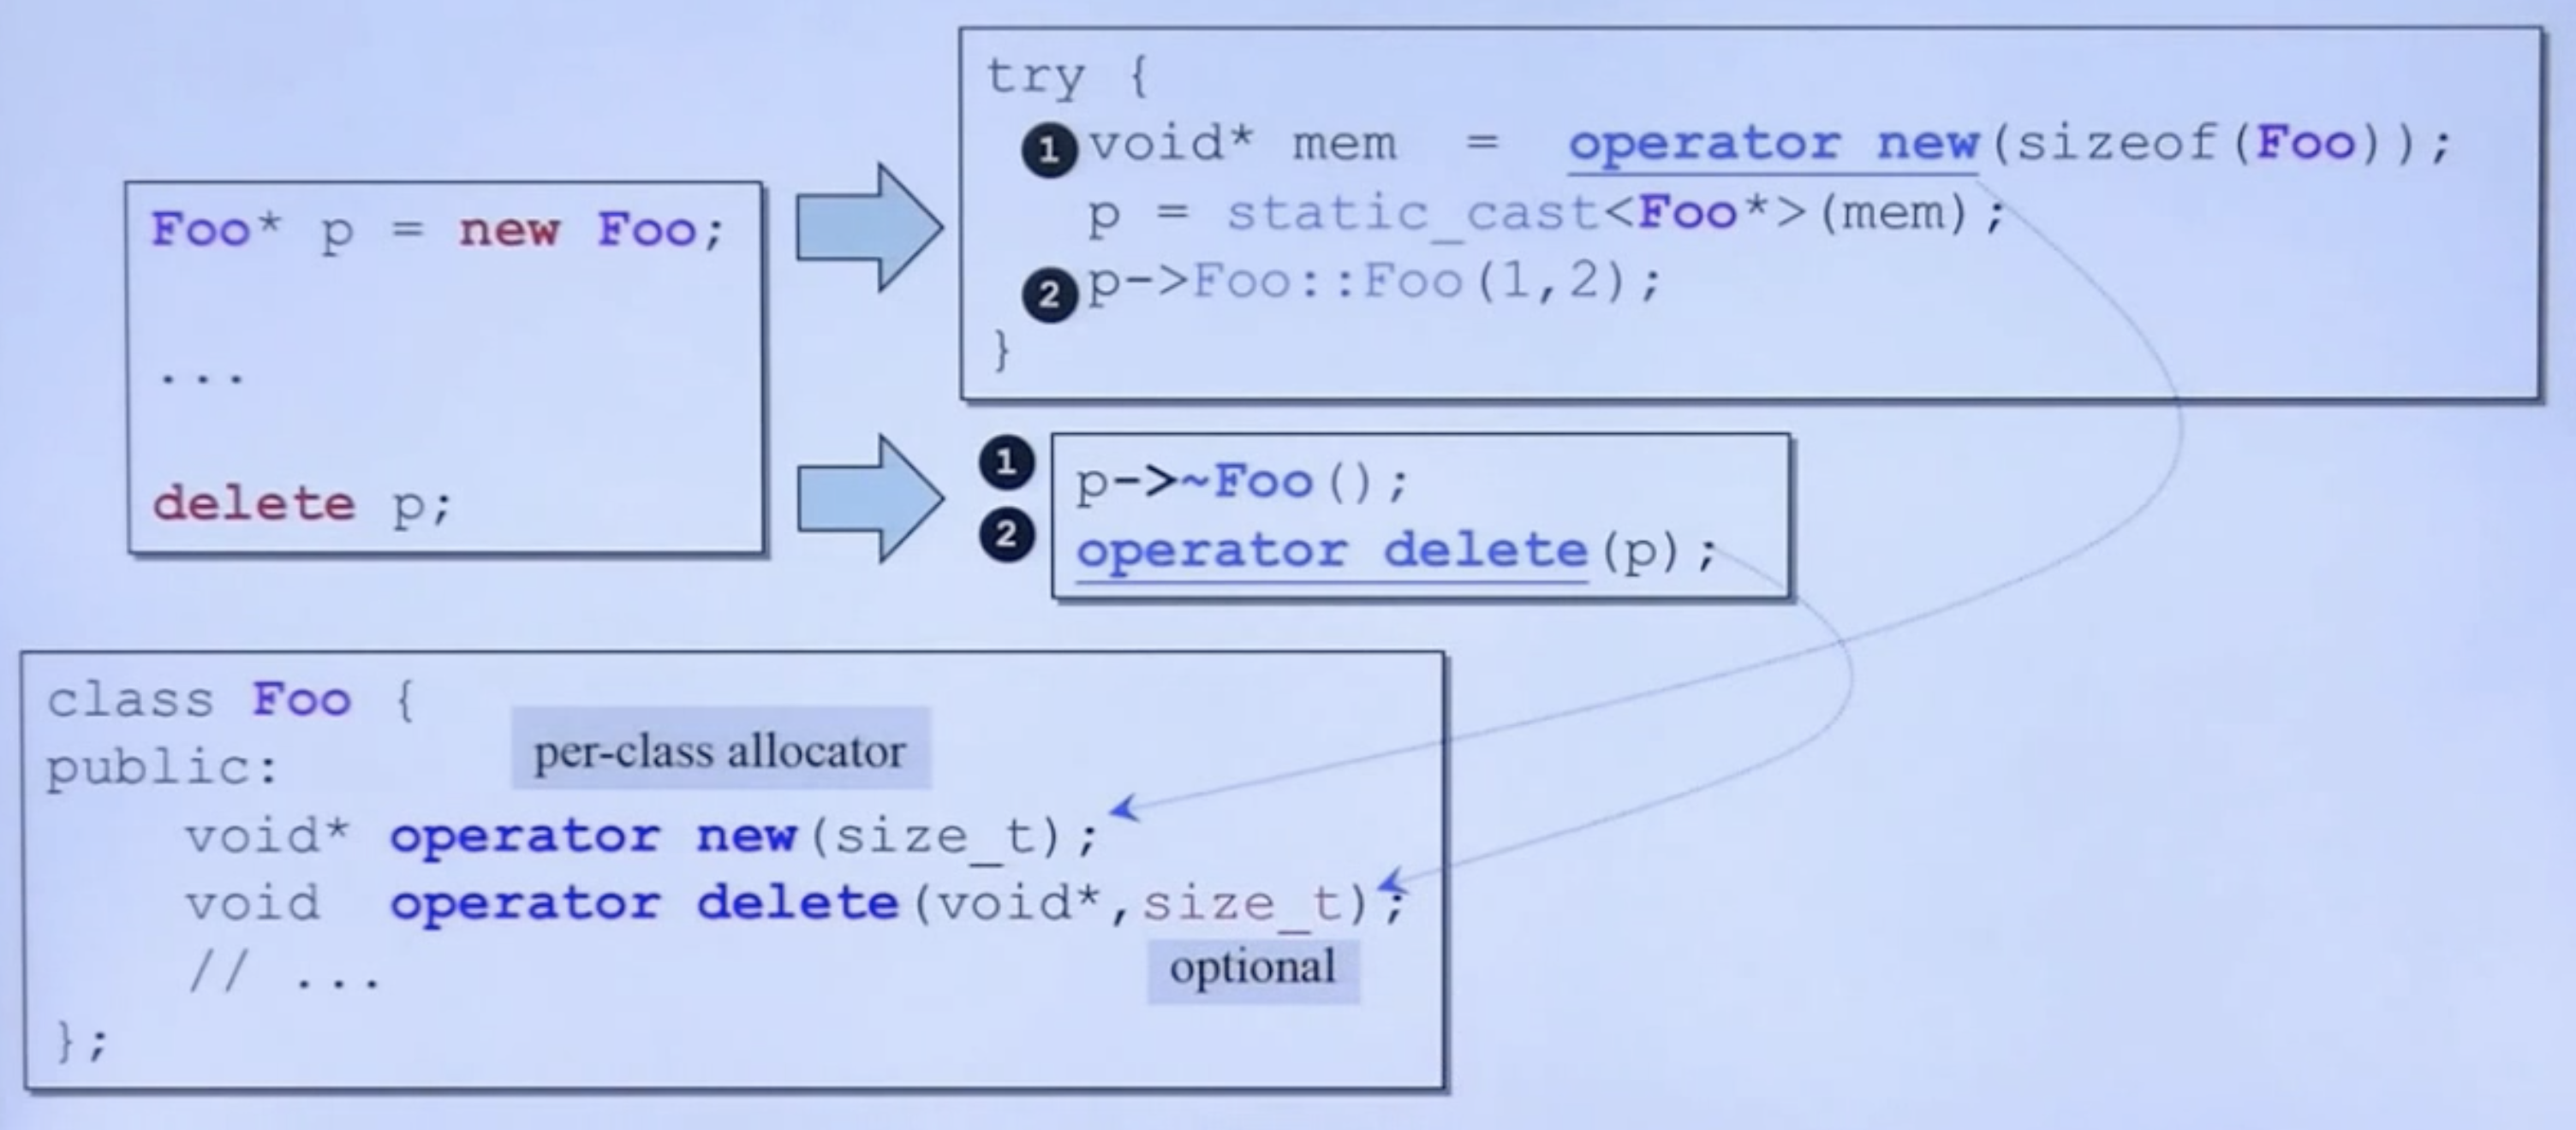 Foo* p = new Foo;
...
delete p;
try {
1 void* mem = operator new(sizeof(Foo));
p = static_cast<Foo*>(mem);
2 p->Foo::Foo(1,2);
}
1 p->~Foo();
2 operator delete(p);
class Foo {
public:
per-class allocator
void* operator new(size_t);
void operator delete(void*,size_t);
optional
// ...
};